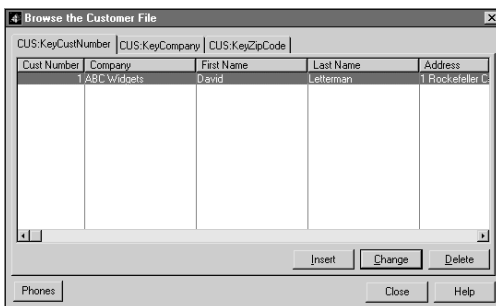 4 Browse the Customer File
CUS:KeyCustNumber CUS:KeyCompany CUS:KeyZipCode
Cust Number Company First Name Last Name Address
1 ABC Widgets David Letterman 1 Rockefeller C
Insert Change Delete
Phones Close Help